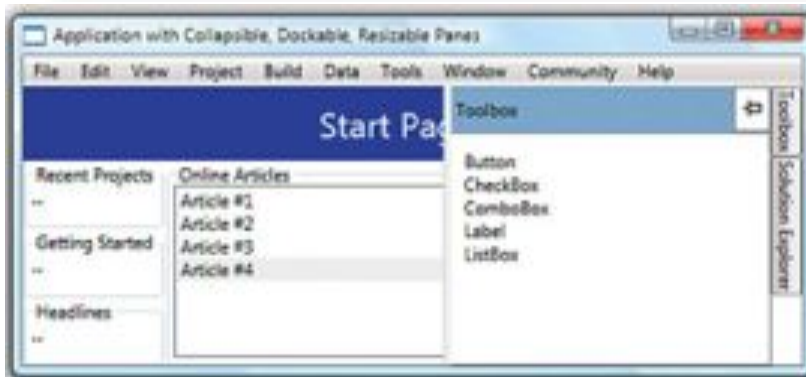 Application with Collapsible, Dockable, Resizable Panes
File Edit View Project Build Data Tools Window Community Help
Start Pag
Toolbox
Recent Projects
--
Getting Started
--
Headlines
--
Online Articles
Article #1
Article #2
Article #3
Article #4
Button
CheckBox
ComboBox
Label
ListBox
Toolbox
Solution Explorer